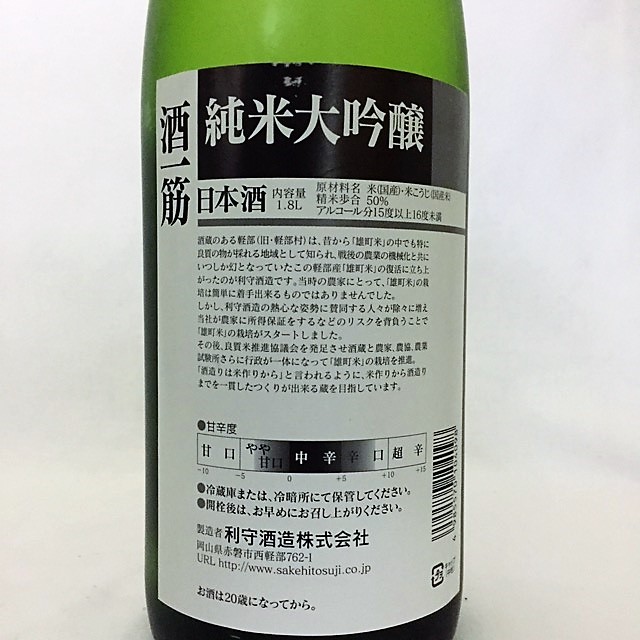 酒一筋
純米大吟醸
日本酒
内容量
1.8L
原材料名 米(国産)・米こうじ(国産米)
精米歩合 50%
アルコール分15度以上16度未満
酒蔵のある軽部(旧・軽部村)は、昔から「雄町米」の中でも特に
良質の物が採れる地域として知られ、戦後の農業の機械化と共に
いつしか幻となっていたこの軽部産「雄町米」の復活に立ち上
がったのが利守酒造です。当時の農家にとって、「雄町米」の栽
培は簡単に着手出来るものではありませんでした。
しかし、利守酒造の熱心な姿勢に賛同する人々が除々に増え
当社が農家に所得保証をするなどのリスクを背負うことで
「雄町米」の栽培がスタートしました。
その後、良質米推進協議会を発足させ酒蔵と農家、農協、農業
試験所さらに行政が一体になって「雄町米」の栽培を推進。
「酒造りは米作りから」と言われるように、米作りから酒造り
までを一貫したつくりが出来る蔵を目指しています。
●甘辛度
甘口 やや甘口 中辛 辛口 超辛
-10 -5 0 +5 +10 +15
●冷蔵庫または、冷暗所にて保管してください。
●開栓後は、お早めにお召し上がりください。
製造者 利守酒造株式会社
岡山県赤磐市西軽部762-1
URL http://www.sakehitosuji.co.jp
お酒は20歳になってから。